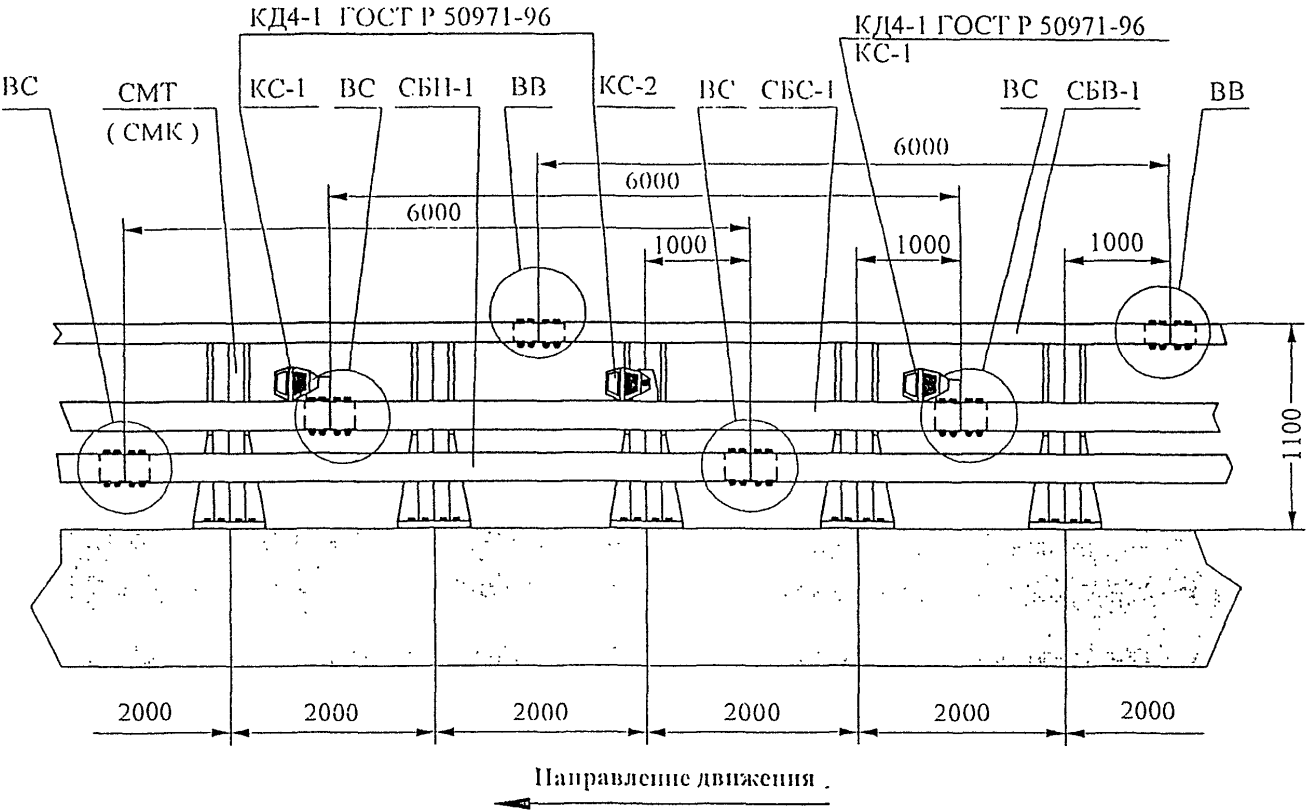 КД4-1 ГОСТ Р 50971-96
КД4-1 ГОСТ Р 50971-96
КС-1
ВС
СМТ
( СМК )
КС-1
ВС
СБН-1
ВВ
КС-2
ВС
СБС-1
ВС
СБВ-1
ВВ
6000
6000
6000
1000
1000
1000
1100
2000
2000
2000
2000
2000
2000
Направление движения